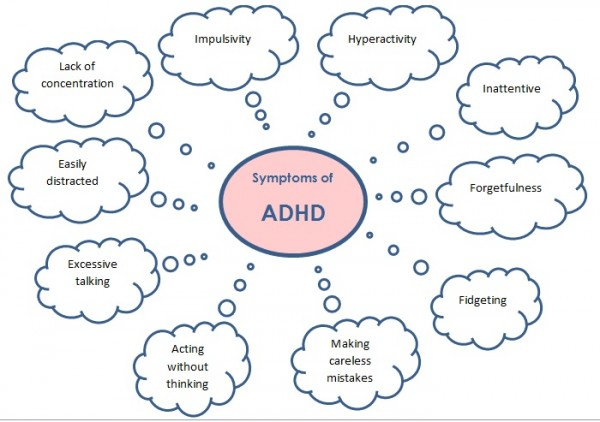 Impulsivity
Hyperactivity
Lack of
concentration
Inattentive
Easily
distracted
Symptoms of
ADHD
Forgetfulness
Excessive
talking
Fidgeting
Acting
without
thinking
Making
careless
mistakes